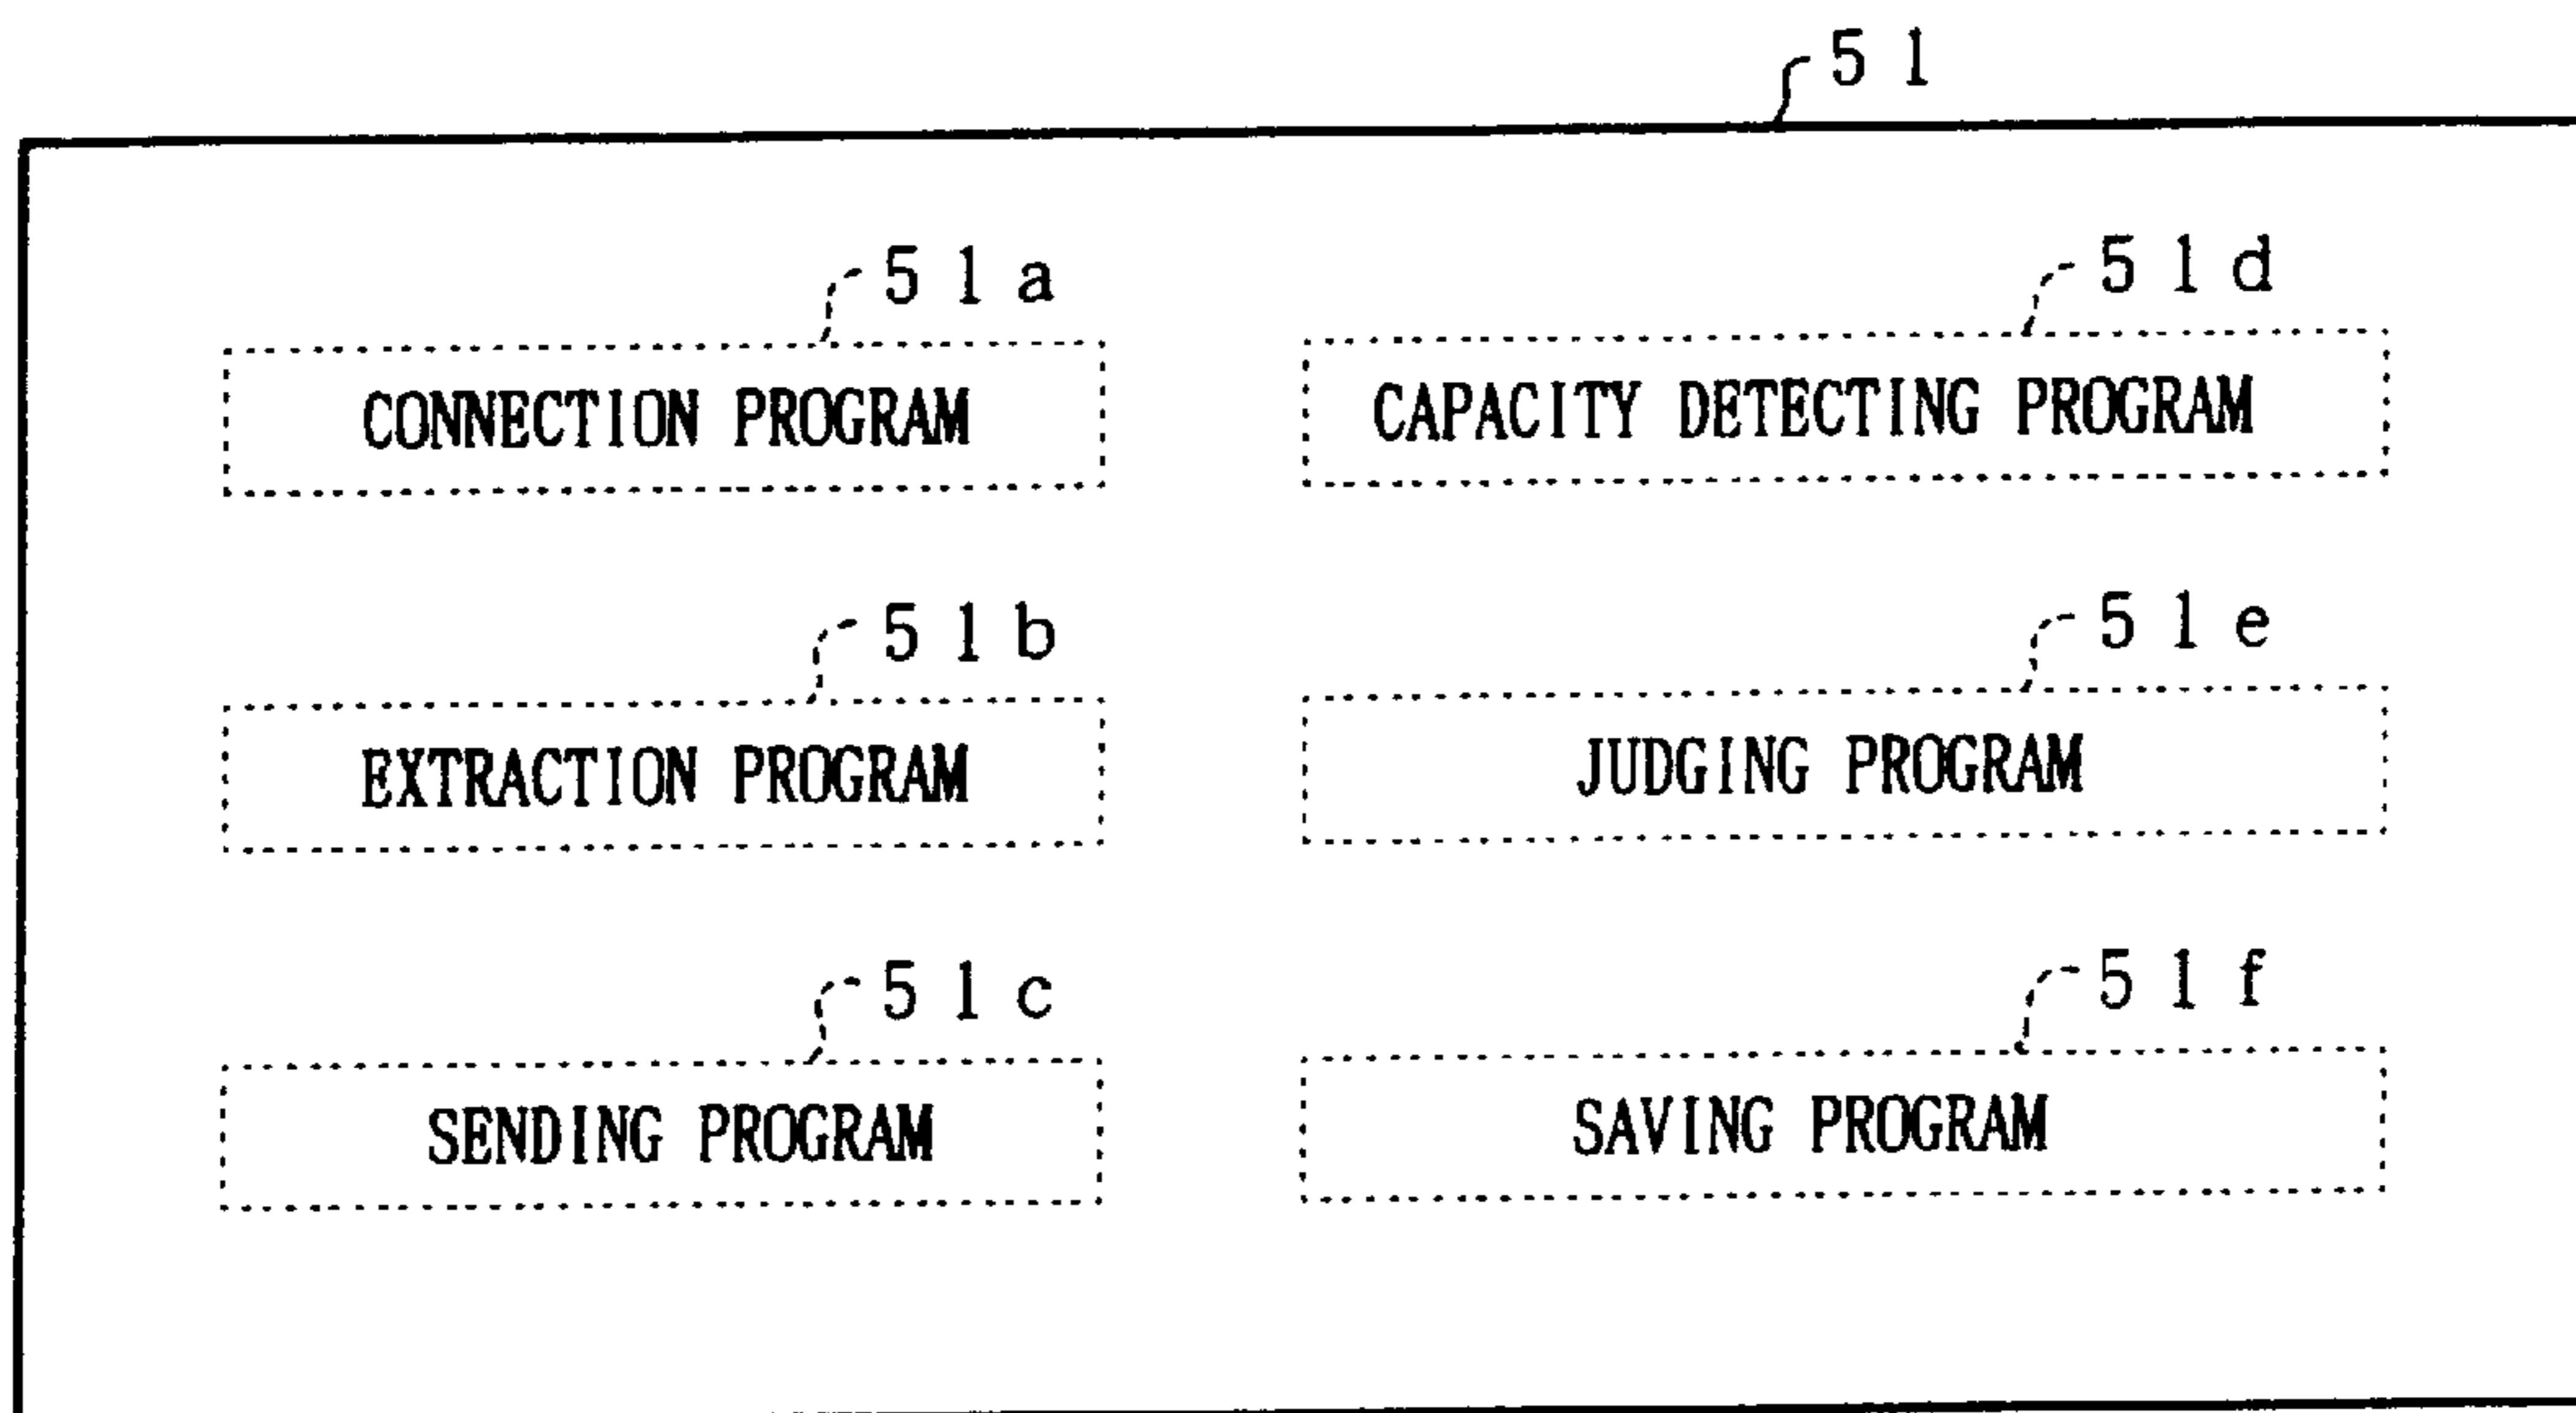 51
51a
CONNECTION PROGRAM
51d
CAPACITY DETECTING PROGRAM
51b
EXTRACTION PROGRAM
51e
JUDGING PROGRAM
51c
SENDING PROGRAM
51f
SAVING PROGRAM